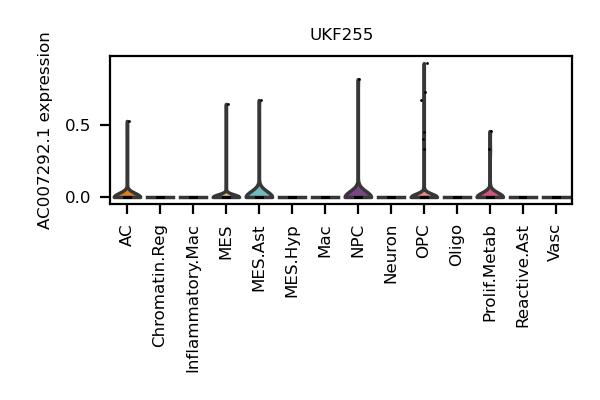 UKF255
AC007292.1 expression
0.5
0.0
AC
Chromatin.Reg
Inflammatory.Mac
MES
MES.Ast
MES.Hyp
Mac
NPC
Neuron
OPC
Oligo
Prolif.Metab
Reactive.Ast
Vasc